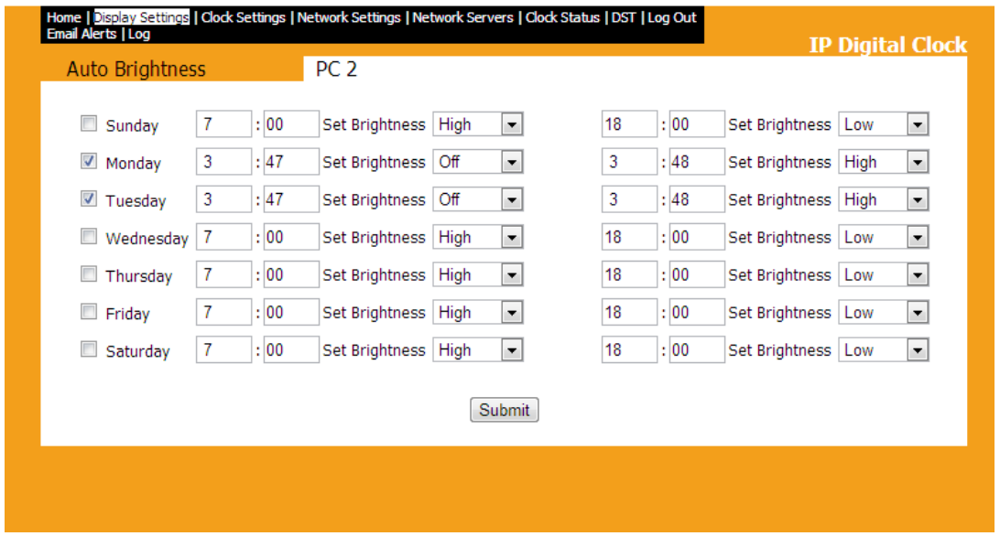 Home | Display Settings | Clock Settings | Network Settings | Network Servers | Clock Status | DST | Log Out
Email Alerts | Log
IP Digital Clock
Auto Brightness PC 2
Sunday 7 : 00 Set Brightness High 18 : 00 Set Brightness Low
Monday 3 : 47 Set Brightness Off 3 : 48 Set Brightness High
Tuesday 3 : 47 Set Brightness Off 3 : 48 Set Brightness High
Wednesday 7 : 00 Set Brightness High 18 : 00 Set Brightness Low
Thursday 7 : 00 Set Brightness High 18 : 00 Set Brightness Low
Friday 7 : 00 Set Brightness High 18 : 00 Set Brightness Low
Saturday 7 : 00 Set Brightness High 18 : 00 Set Brightness Low
Submit